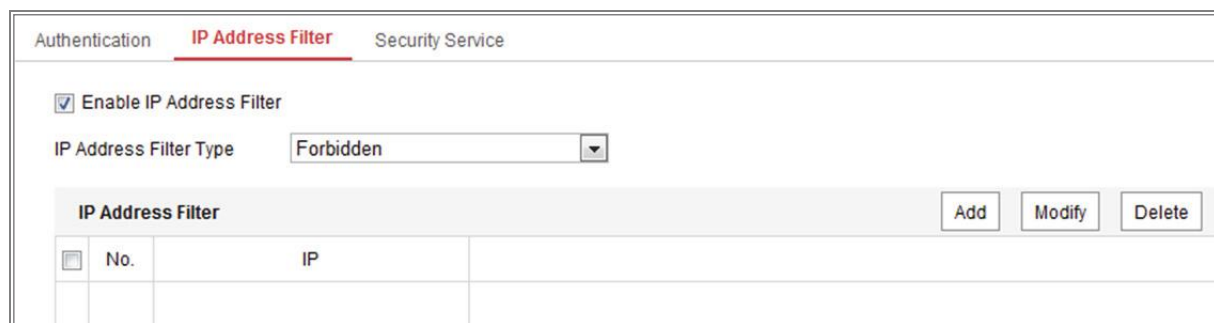 Authentication IP Address Filter Security Service
Enable IP Address Filter
IP Address Filter Type Forbidden
IP Address Filter Add Modify Delete
No. IP